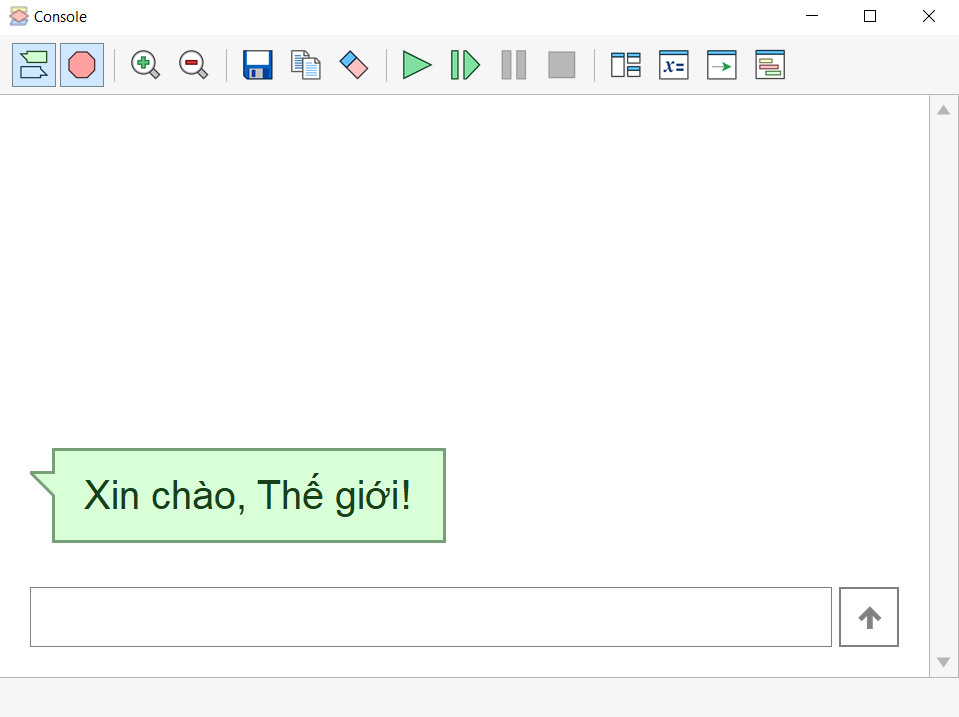 Console
x=
Xin chào, Thế giới!